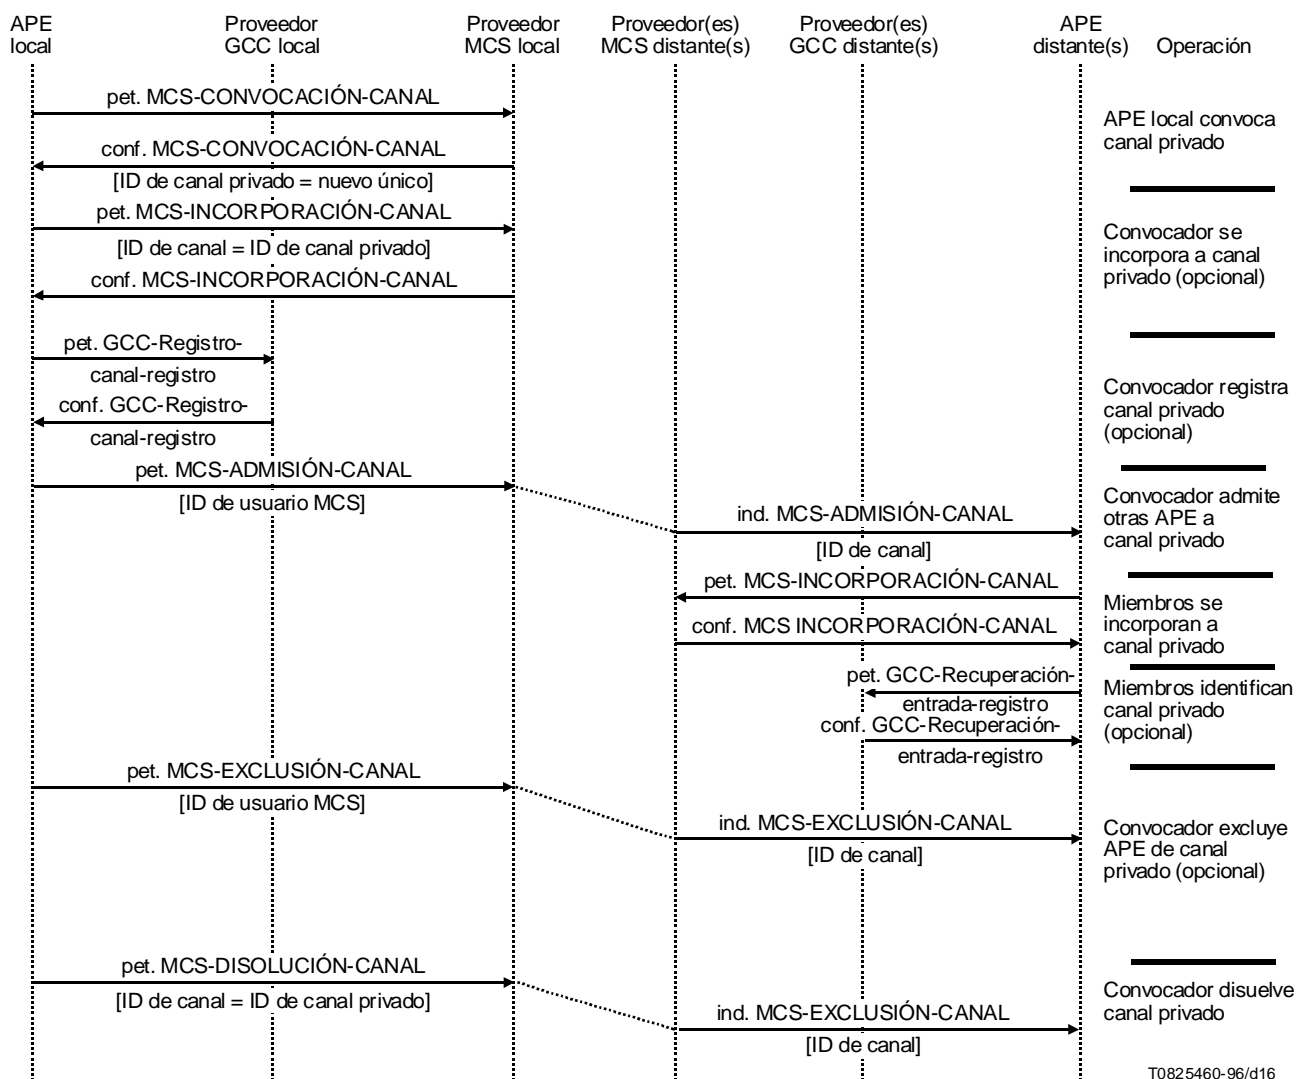 APE
local
Proveedor
GCC local
Proveedor
MCS local
Proveedor(es)
MCS distante(s)
Proveedor(es)
GCC distante(s)
APE
distante(s)
Operación
pet. MCS-CONVOCACIÓN-CANAL
conf. MCS-CONVOCACIÓN-CANAL
[ID de canal privado = nuevo único]
APE local convoca
canal privado
pet. MCS-INCORPORACIÓN-CANAL
[ID de canal = ID de canal privado]
conf. MCS-INCORPORACIÓN-CANAL
Convocador se
incorpora a canal
privado (opcional)
pet. GCC-Registro-
canal-registro
conf. GCC-Registro-
canal-registro
Convocador registra
canal privado
(opcional)
pet. MCS-ADMISIÓN-CANAL
[ID de usuario MCS]
ind. MCS-ADMISIÓN-CANAL
[ID de canal]
Convocador admite
otras APE a
canal privado
pet. MCS-INCORPORACIÓN-CANAL
conf. MCS INCORPORACIÓN-CANAL
Miembros se
incorporan a
canal privado
pet. GCC-Recuperación-
entrada-registro
conf. GCC-Recuperación-
entrada-registro
Miembros identifican
canal privado
(opcional)
pet. MCS-EXCLUSIÓN-CANAL
[ID de usuario MCS]
ind. MCS-EXCLUSIÓN-CANAL
[ID de canal]
Convocador excluye
APE de canal
privado (opcional)
pet. MCS-DISOLUCIÓN-CANAL
[ID de canal = ID de canal privado]
ind. MCS-EXCLUSIÓN-CANAL
[ID de canal]
Convocador disuelve
canal privado
T0825460-96/d16